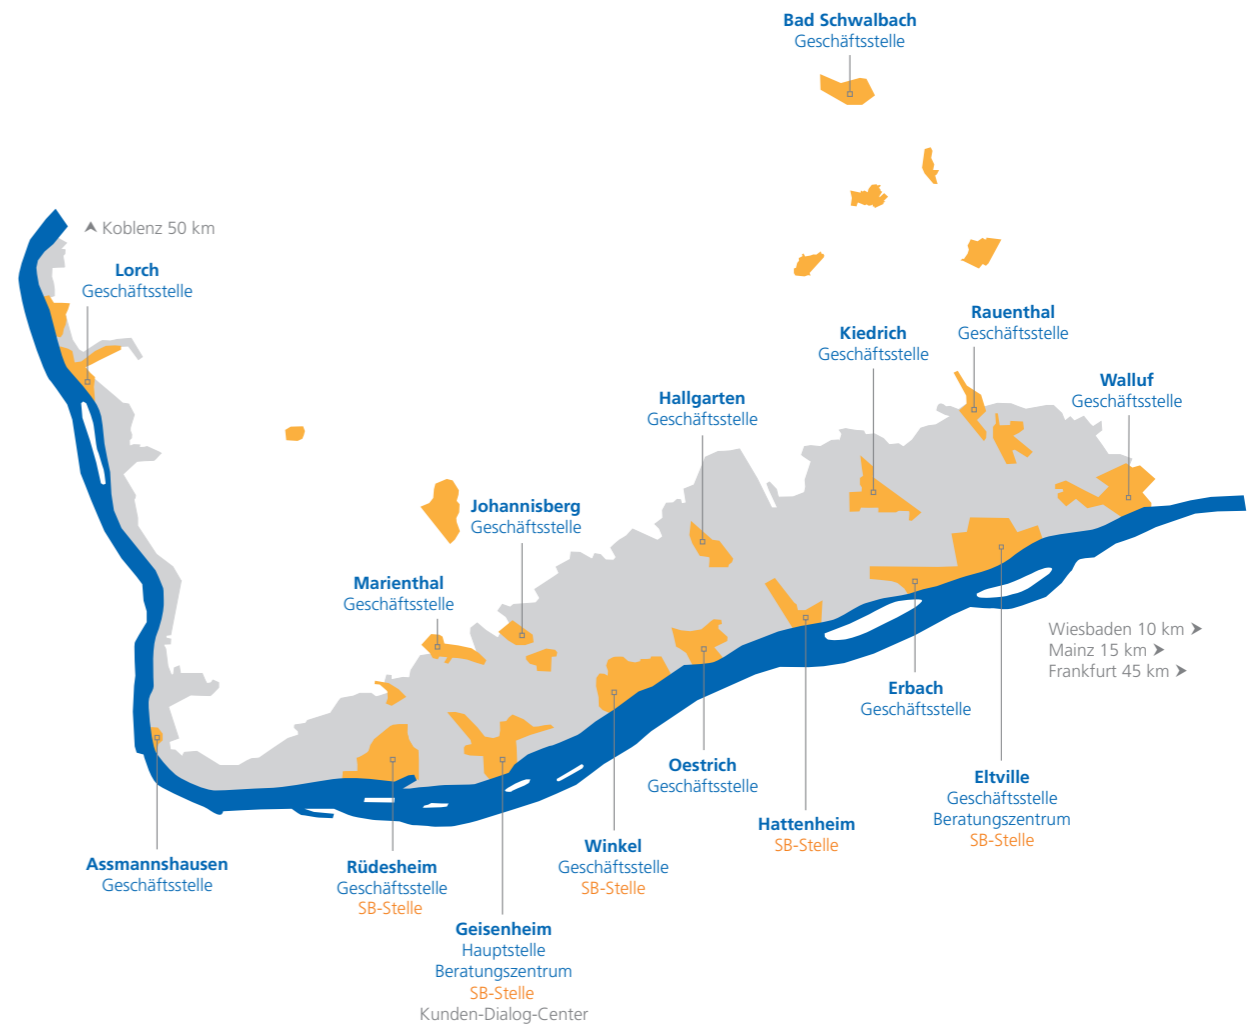 Bad Schwalbach
Geschäftsstelle
Koblenz 50 km
Lorch
Geschäftsstelle
Rauenthal
Geschäftsstelle
Kiedrich
Geschäftsstelle
Walluf
Geschäftsstelle
Hallgarten
Geschäftsstelle
Johannisberg
Geschäftsstelle
Marienthal
Geschäftsstelle
Wiesbaden 10 km
Mainz 15 km
Frankfurt 45 km
Erbach
Geschäftsstelle
Oestrich
Geschäftsstelle
Eltville
Geschäftsstelle
Beratungszentrum
SB-Stelle
Hattenheim
SB-Stelle
Winkel
Geschäftsstelle
SB-Stelle
Assmannshausen
Geschäftsstelle
Rüdesheim
Geschäftsstelle
SB-Stelle
Geisenheim
Hauptstelle
Beratungszentrum
SB-Stelle
Kunden-Dialog-Center